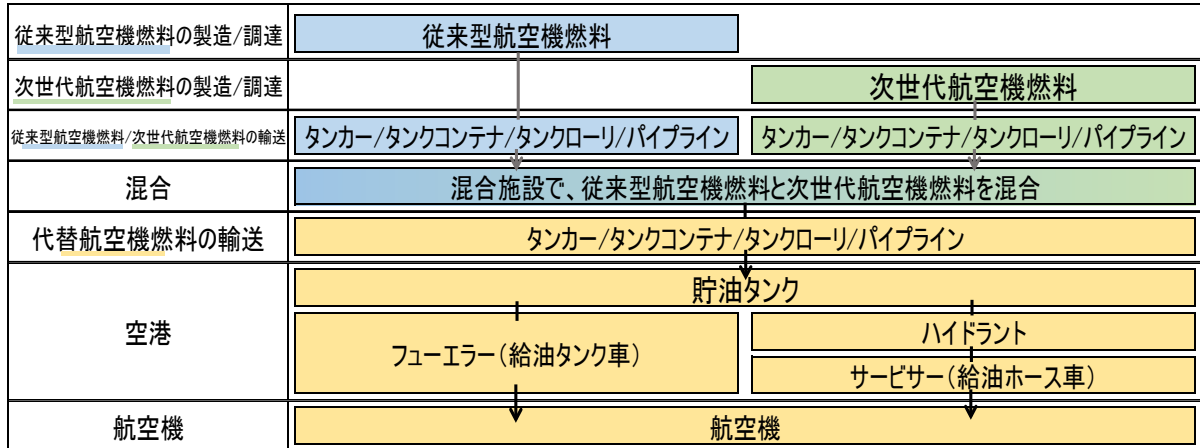 従来型航空機燃料の製造/調達
従来型航空機燃料
次世代航空機燃料の製造/調達
次世代航空機燃料
従来型航空機燃料/次世代航空機燃料の輸送
タンカー/タンクコンテナ/タンクローリ/パイプライン
タンカー/タンクコンテナ/タンクローリ/パイプライン
混合
混合施設で、従来型航空機燃料と次世代航空機燃料を混合
代替航空機燃料の輸送
タンカー/タンクコンテナ/タンクローリ/パイプライン
空港
貯油タンク
フューエラー(給油タンク車)
ハイドラント
サービサー(給油ホース車)
航空機
航空機